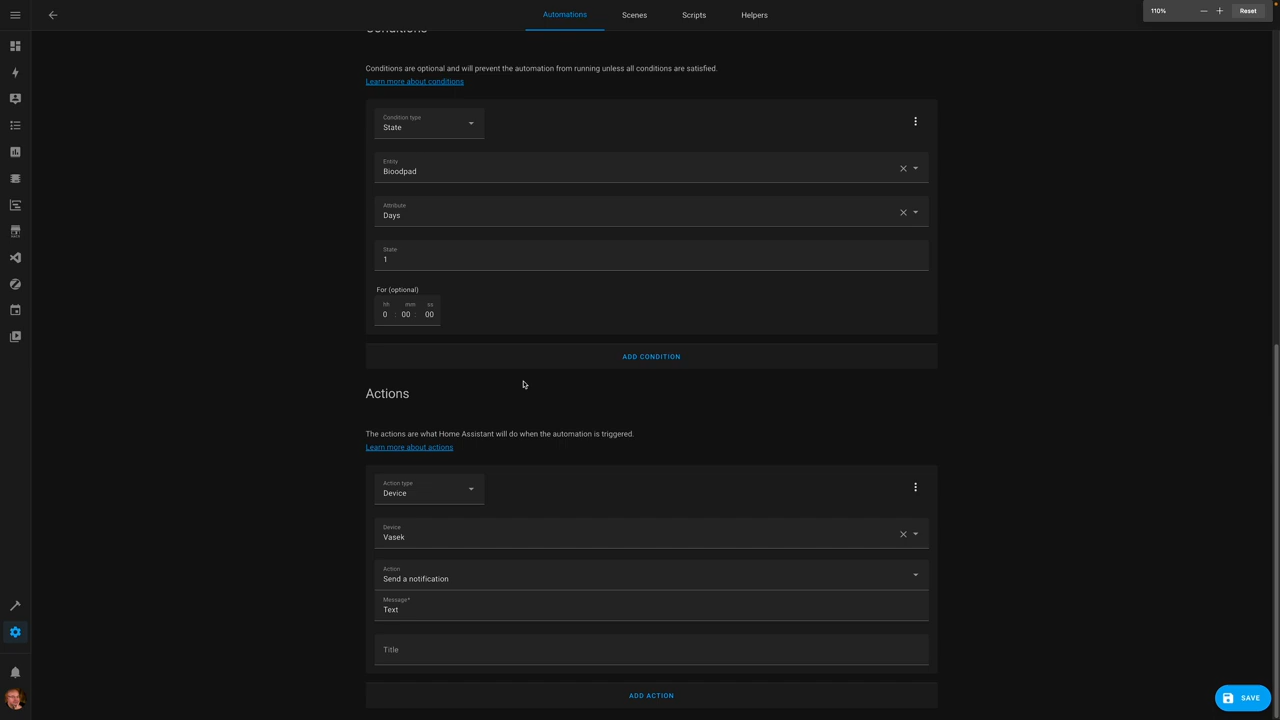 Automations
Scenes
Scripts
Helpers
110%
Reset
Conditions
Conditions are optional and will prevent the automation from running unless all conditions are satisfied.
Learn more about conditions
Condition type
State
Entity
Bioodpad
Attribute
Days
State
1
For (optional)
hh mm ss
0 : 00 : 00
ADD CONDITION
Actions
The actions are what Home Assistant will do when the automation is triggered.
Learn more about actions
Action type
Device
Device
Vasek
Action
Send a notification
Message*
Text
Title
ADD ACTION
SAVE